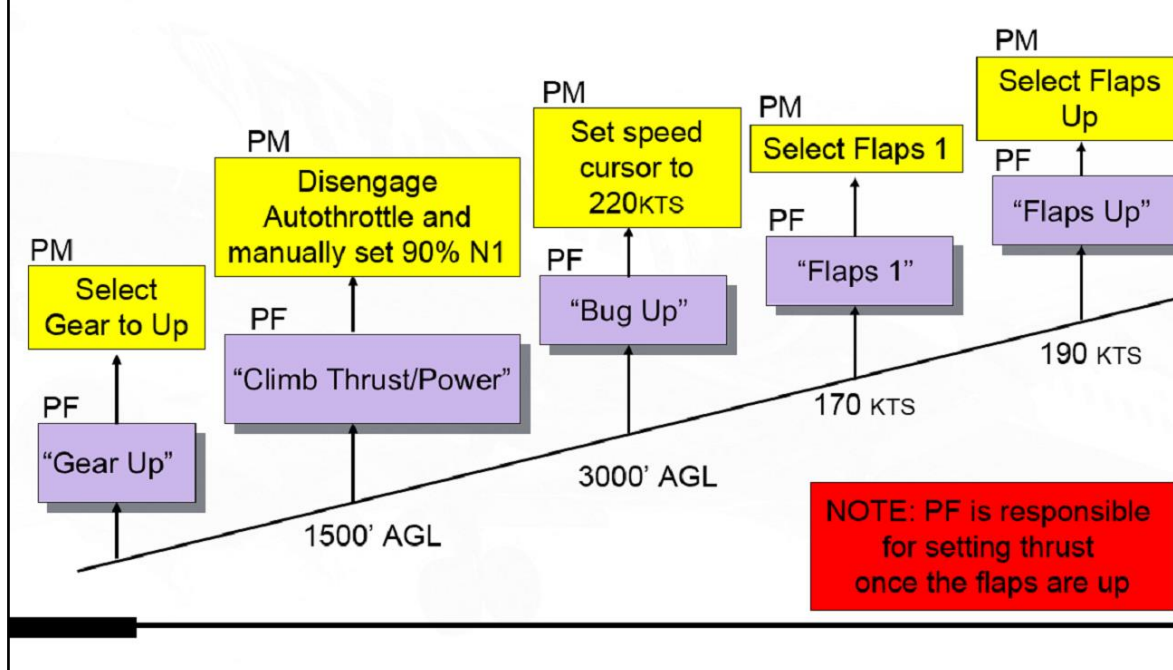 PM
Select
Gear to Up
PF
“Gear Up”
PM
Disengage
Autothrottle and
manually set 90% N1
PF
“Climb Thrust/Power”
1500’ AGL
PM
Set speed
cursor to
220KTS
PF
“Bug Up”
3000’ AGL
PM
Select Flaps 1
PF
“Flaps 1”
170 KTS
PM
Select Flaps
Up
PF
“Flaps Up”
190 KTS
NOTE: PF is responsible
for setting thrust
once the flaps are up